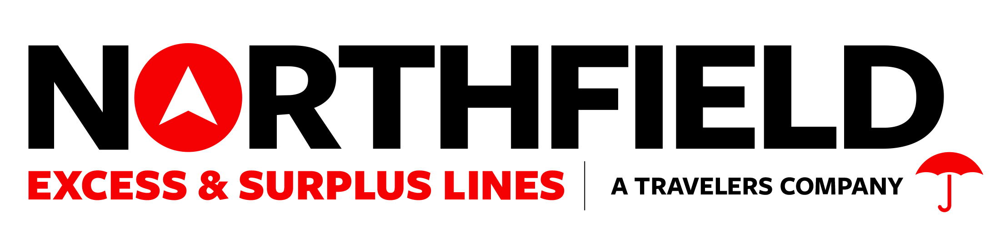 NORTHFIELD
EXCESS & SURPLUS LINES
A TRAVELERS COMPANY